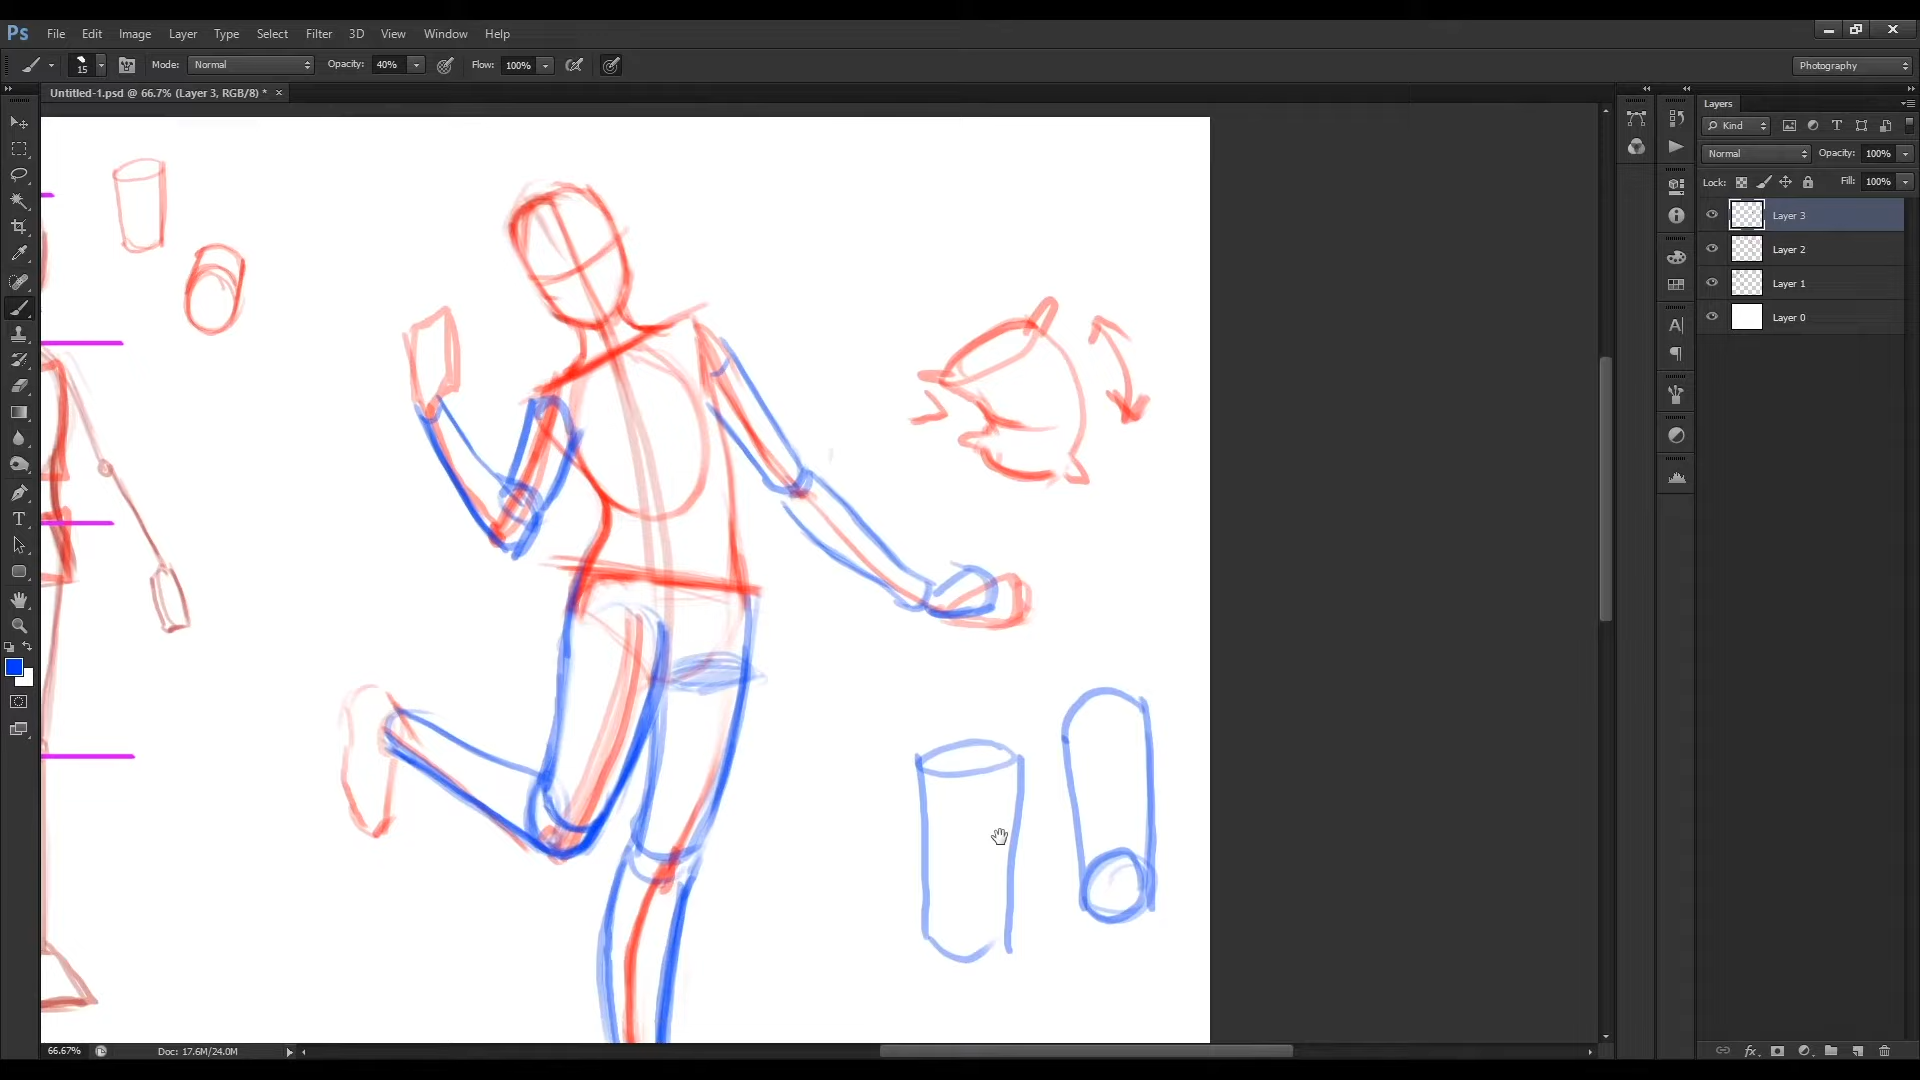 Ps File Edit Image Layer Type Select Filter 3D View Window Help
15 Mode: Normal Opacity: 40% Flow: 100% Photography
Untitled-1.psd @ 66.7% (Layer 3, RGB/8) * ×
Layers
Kind
Normal Opacity: 100%
Lock: Fill: 100%
Layer 3
Layer 2
Layer 1
Layer 0
66.67% Doc: 17.6M/24.0M